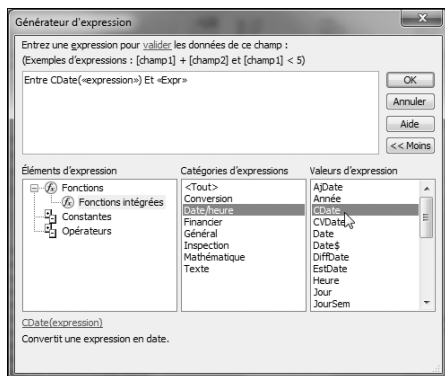 Générateur d'expression
Entrez une expression pour valider les données de ce champ :
(Exemples d'expressions : [champ1] + [champ2] et [champ1] < 5)
Entre CDate(«expression») Et «Expr»
OK
Annuler
Aide
<< Moins
Éléments d'expression
Fonctions
Fonctions intégrées
Constantes
Opérateurs
Catégories d'expressions
<Tout>
Conversion
Date/heure
Financier
Général
Inspection
Mathématique
Texte
Valeurs d'expression
AjDate
Année
CDate
CVDate
Date
Date$
DiffDate
EstDate
Heure
Jour
JourSem
CDate(expression)
Convertit une expression en date.